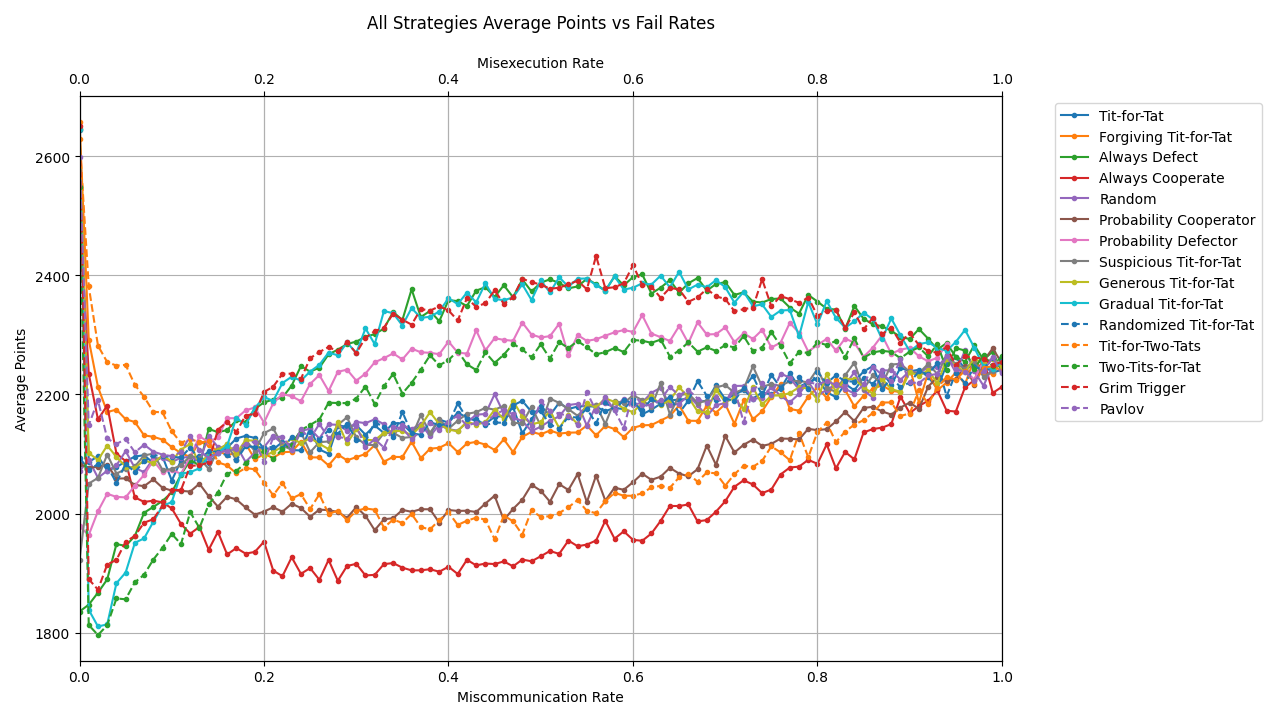 All Strategies Average Points vs Fail Rates
Misexecution Rate
0.0 0.2 0.4 0.6 0.8 1.0
Average Points
2600
2400
2200
2000
1800
0.0 0.2 0.4 0.6 0.8 1.0
Miscommunication Rate
Tit-for-Tat
Forgiving Tit-for-Tat
Always Defect
Always Cooperate
Random
Probability Cooperator
Probability Defector
Suspicious Tit-for-Tat
Generous Tit-for-Tat
Gradual Tit-for-Tat
Randomized Tit-for-Tat
Tit-for-Two-Tats
Two-Tits-for-Tat
Grim Trigger
Pavlov